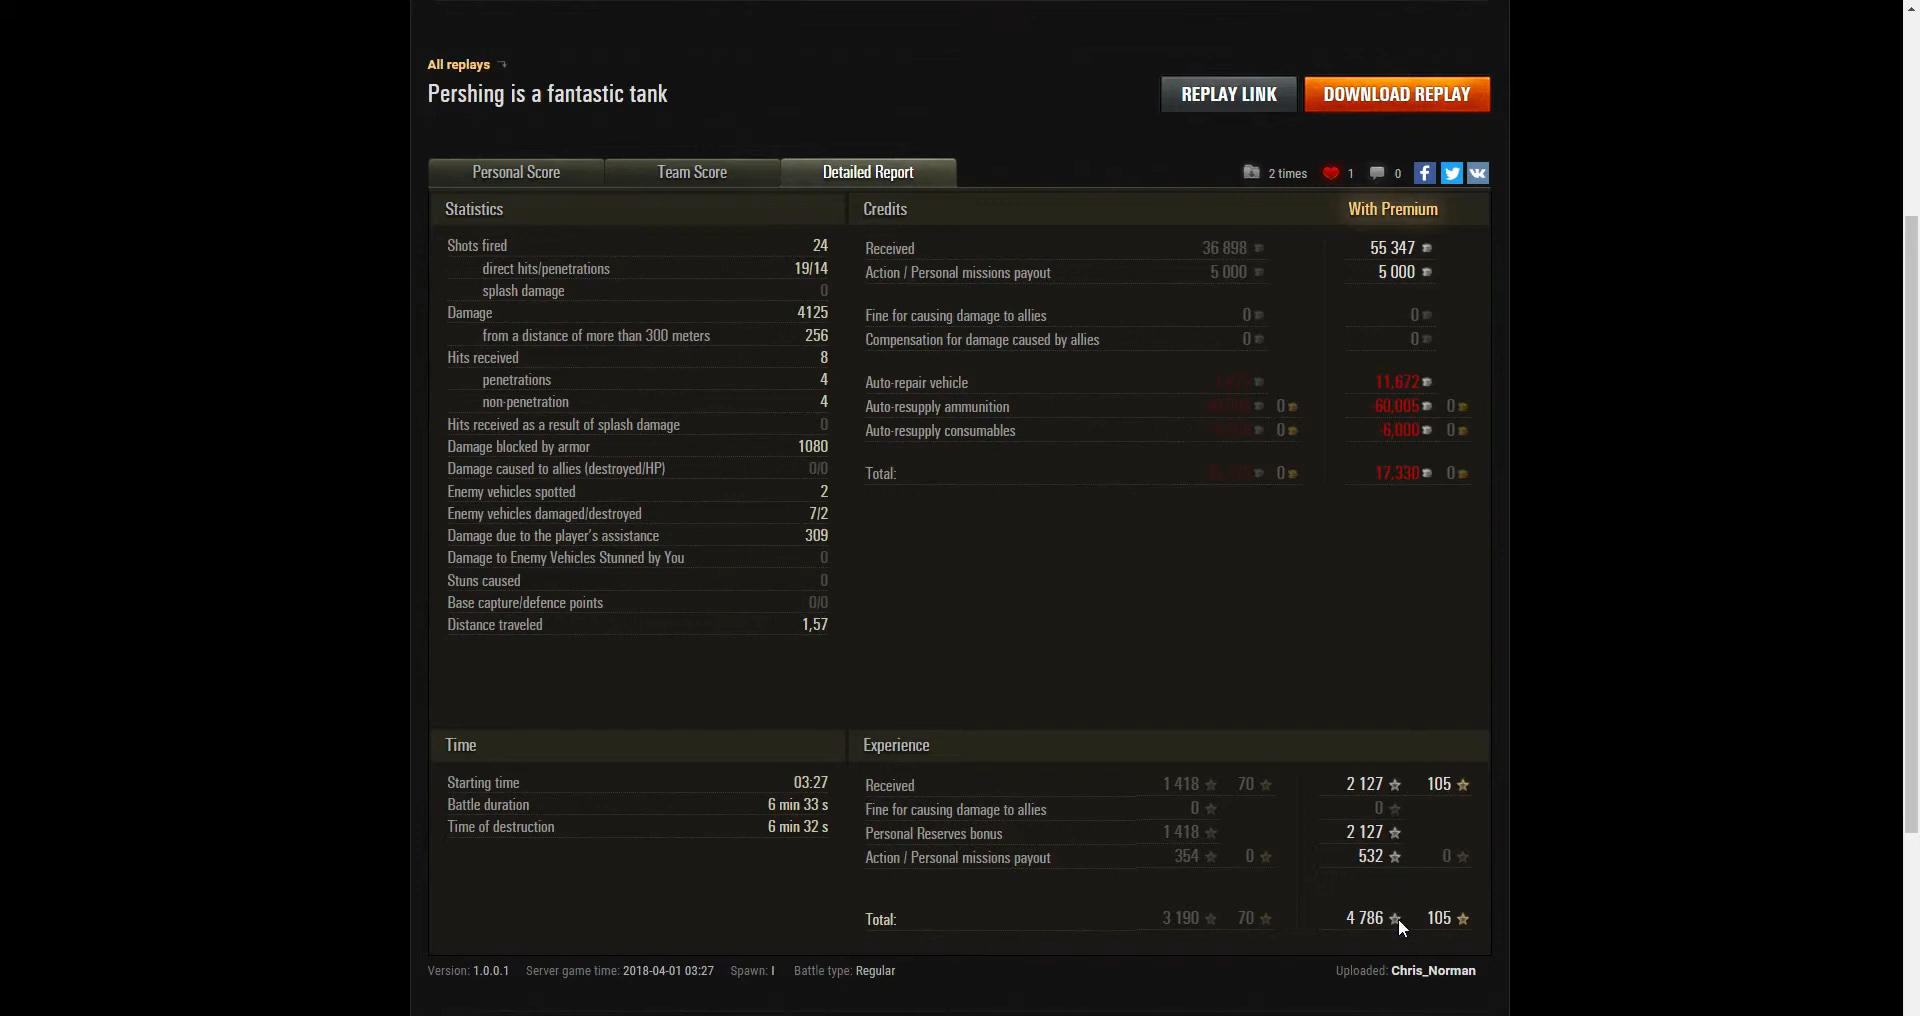 All replays
Pershing is a fantastic tank
REPLAY LINK
DOWNLOAD REPLAY
Personal Score
Team Score
Detailed Report
2 times
1
0
Statistics
Shots fired 24
direct hits/penetrations 19/14
splash damage 0
Damage 4125
from a distance of more than 300 meters 256
Hits received 8
penetrations 4
non-penetration 4
Hits received as a result of splash damage 0
Damage blocked by armor 1080
Damage caused to allies (destroyed/HP) 0/0
Enemy vehicles spotted 2
Enemy vehicles damaged/destroyed 7/2
Damage due to the player's assistance 309
Damage to Enemy Vehicles Stunned by You 0
Stuns caused 0
Base capture/defence points 0/0
Distance traveled 1,57
Credits With Premium
Received 36 898 55 347
Action / Personal missions payout 5 000 5 000
Fine for causing damage to allies 0 0
Compensation for damage caused by allies 0 0
Auto-repair vehicle 11,672
Auto-resupply ammunition 0 -60,005 0
Auto-resupply consumables 0 -6,000 0
Total: 0 17,330 0
Time
Starting time 03:27
Battle duration 6 min 33 s
Time of destruction 6 min 32 s
Experience
Received 1 418 70 2 127 105
Fine for causing damage to allies 0 0
Personal Reserves bonus 1 418 2 127
Action / Personal missions payout 354 0 532 0
Total: 3 190 70 4 786 105
Version: 1.0.0.1 Server game time: 2018-04-01 03:27 Spawn: I Battle type: Regular
Uploaded: Chris_Norman